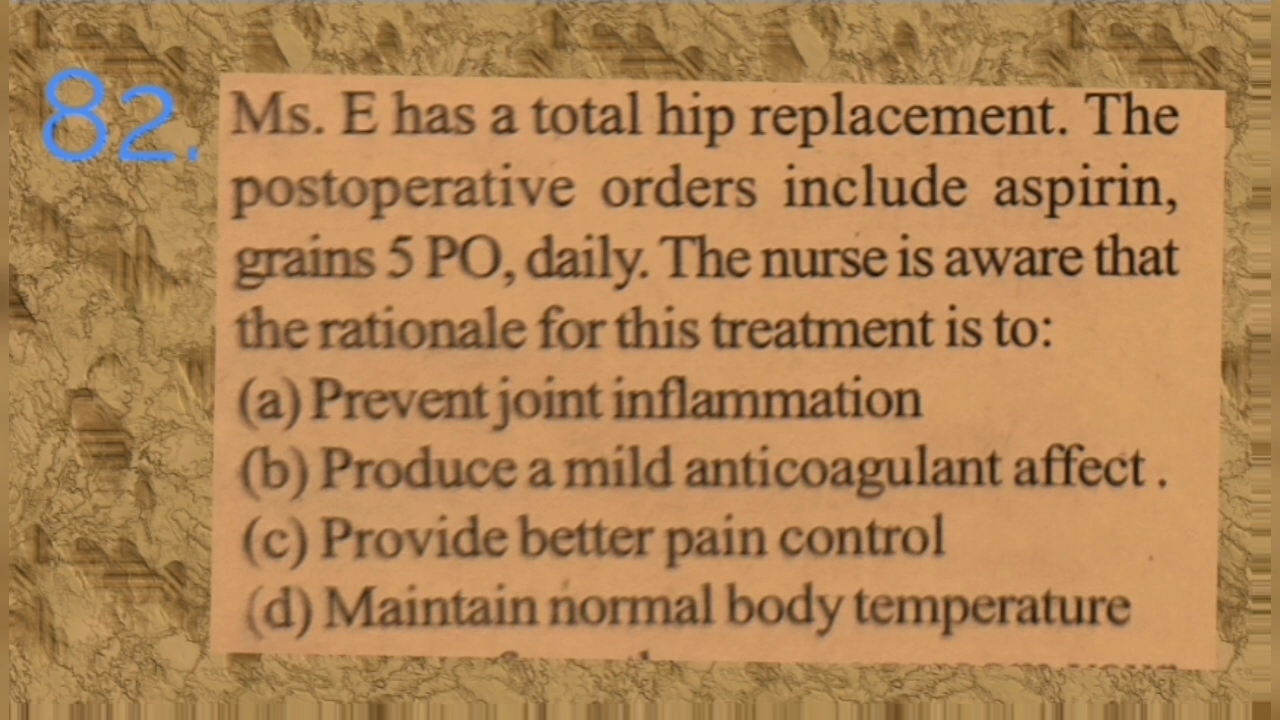 82.
Ms. E has a total hip replacement. The
postoperative orders include aspirin,
grains 5 PO, daily. The nurse is aware that
the rationale for this treatment is to:
(a) Prevent joint inflammation
(b) Produce a mild anticoagulant affect .
(c) Provide better pain control
(d) Maintain normal body temperature